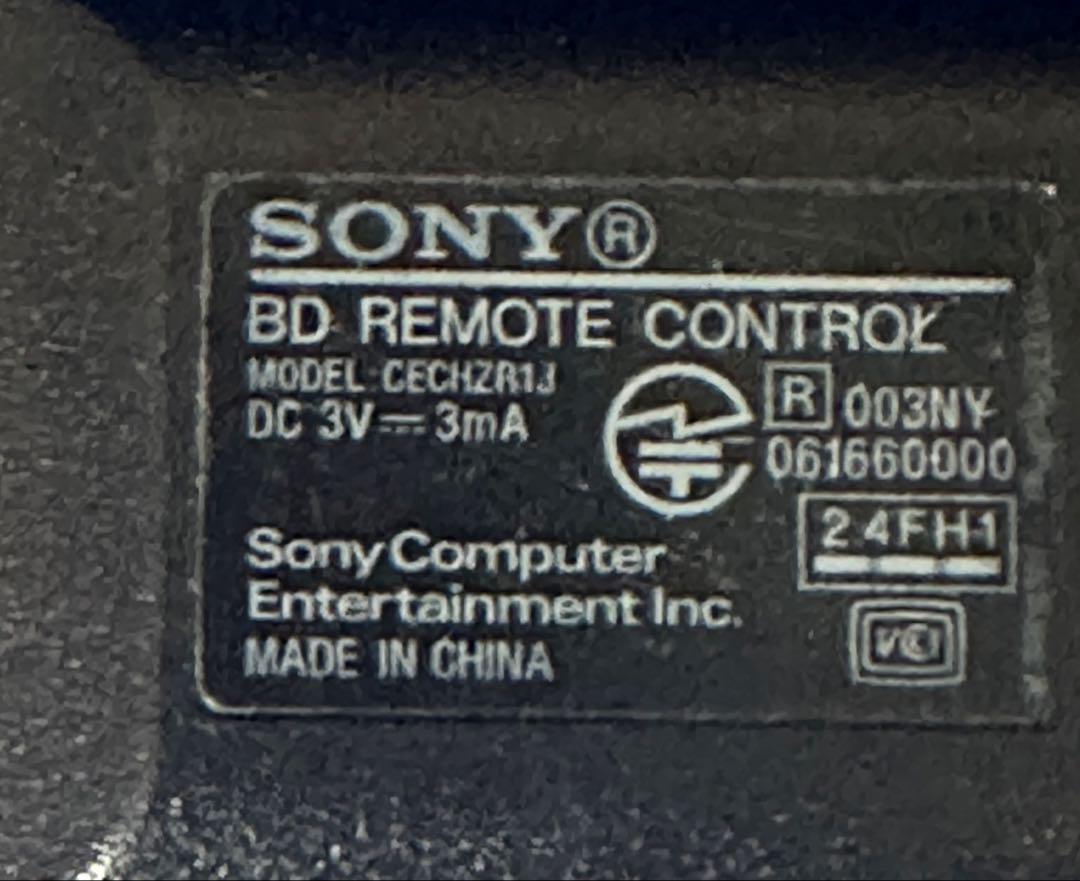 SONY®
BD REMOTE CONTROL
MODEL CECHZR1J
DC 3V⎓3mA
R 003NY
061660000
2.4FH1
Sony Computer
Entertainment Inc.
MADE IN CHINA
VCI